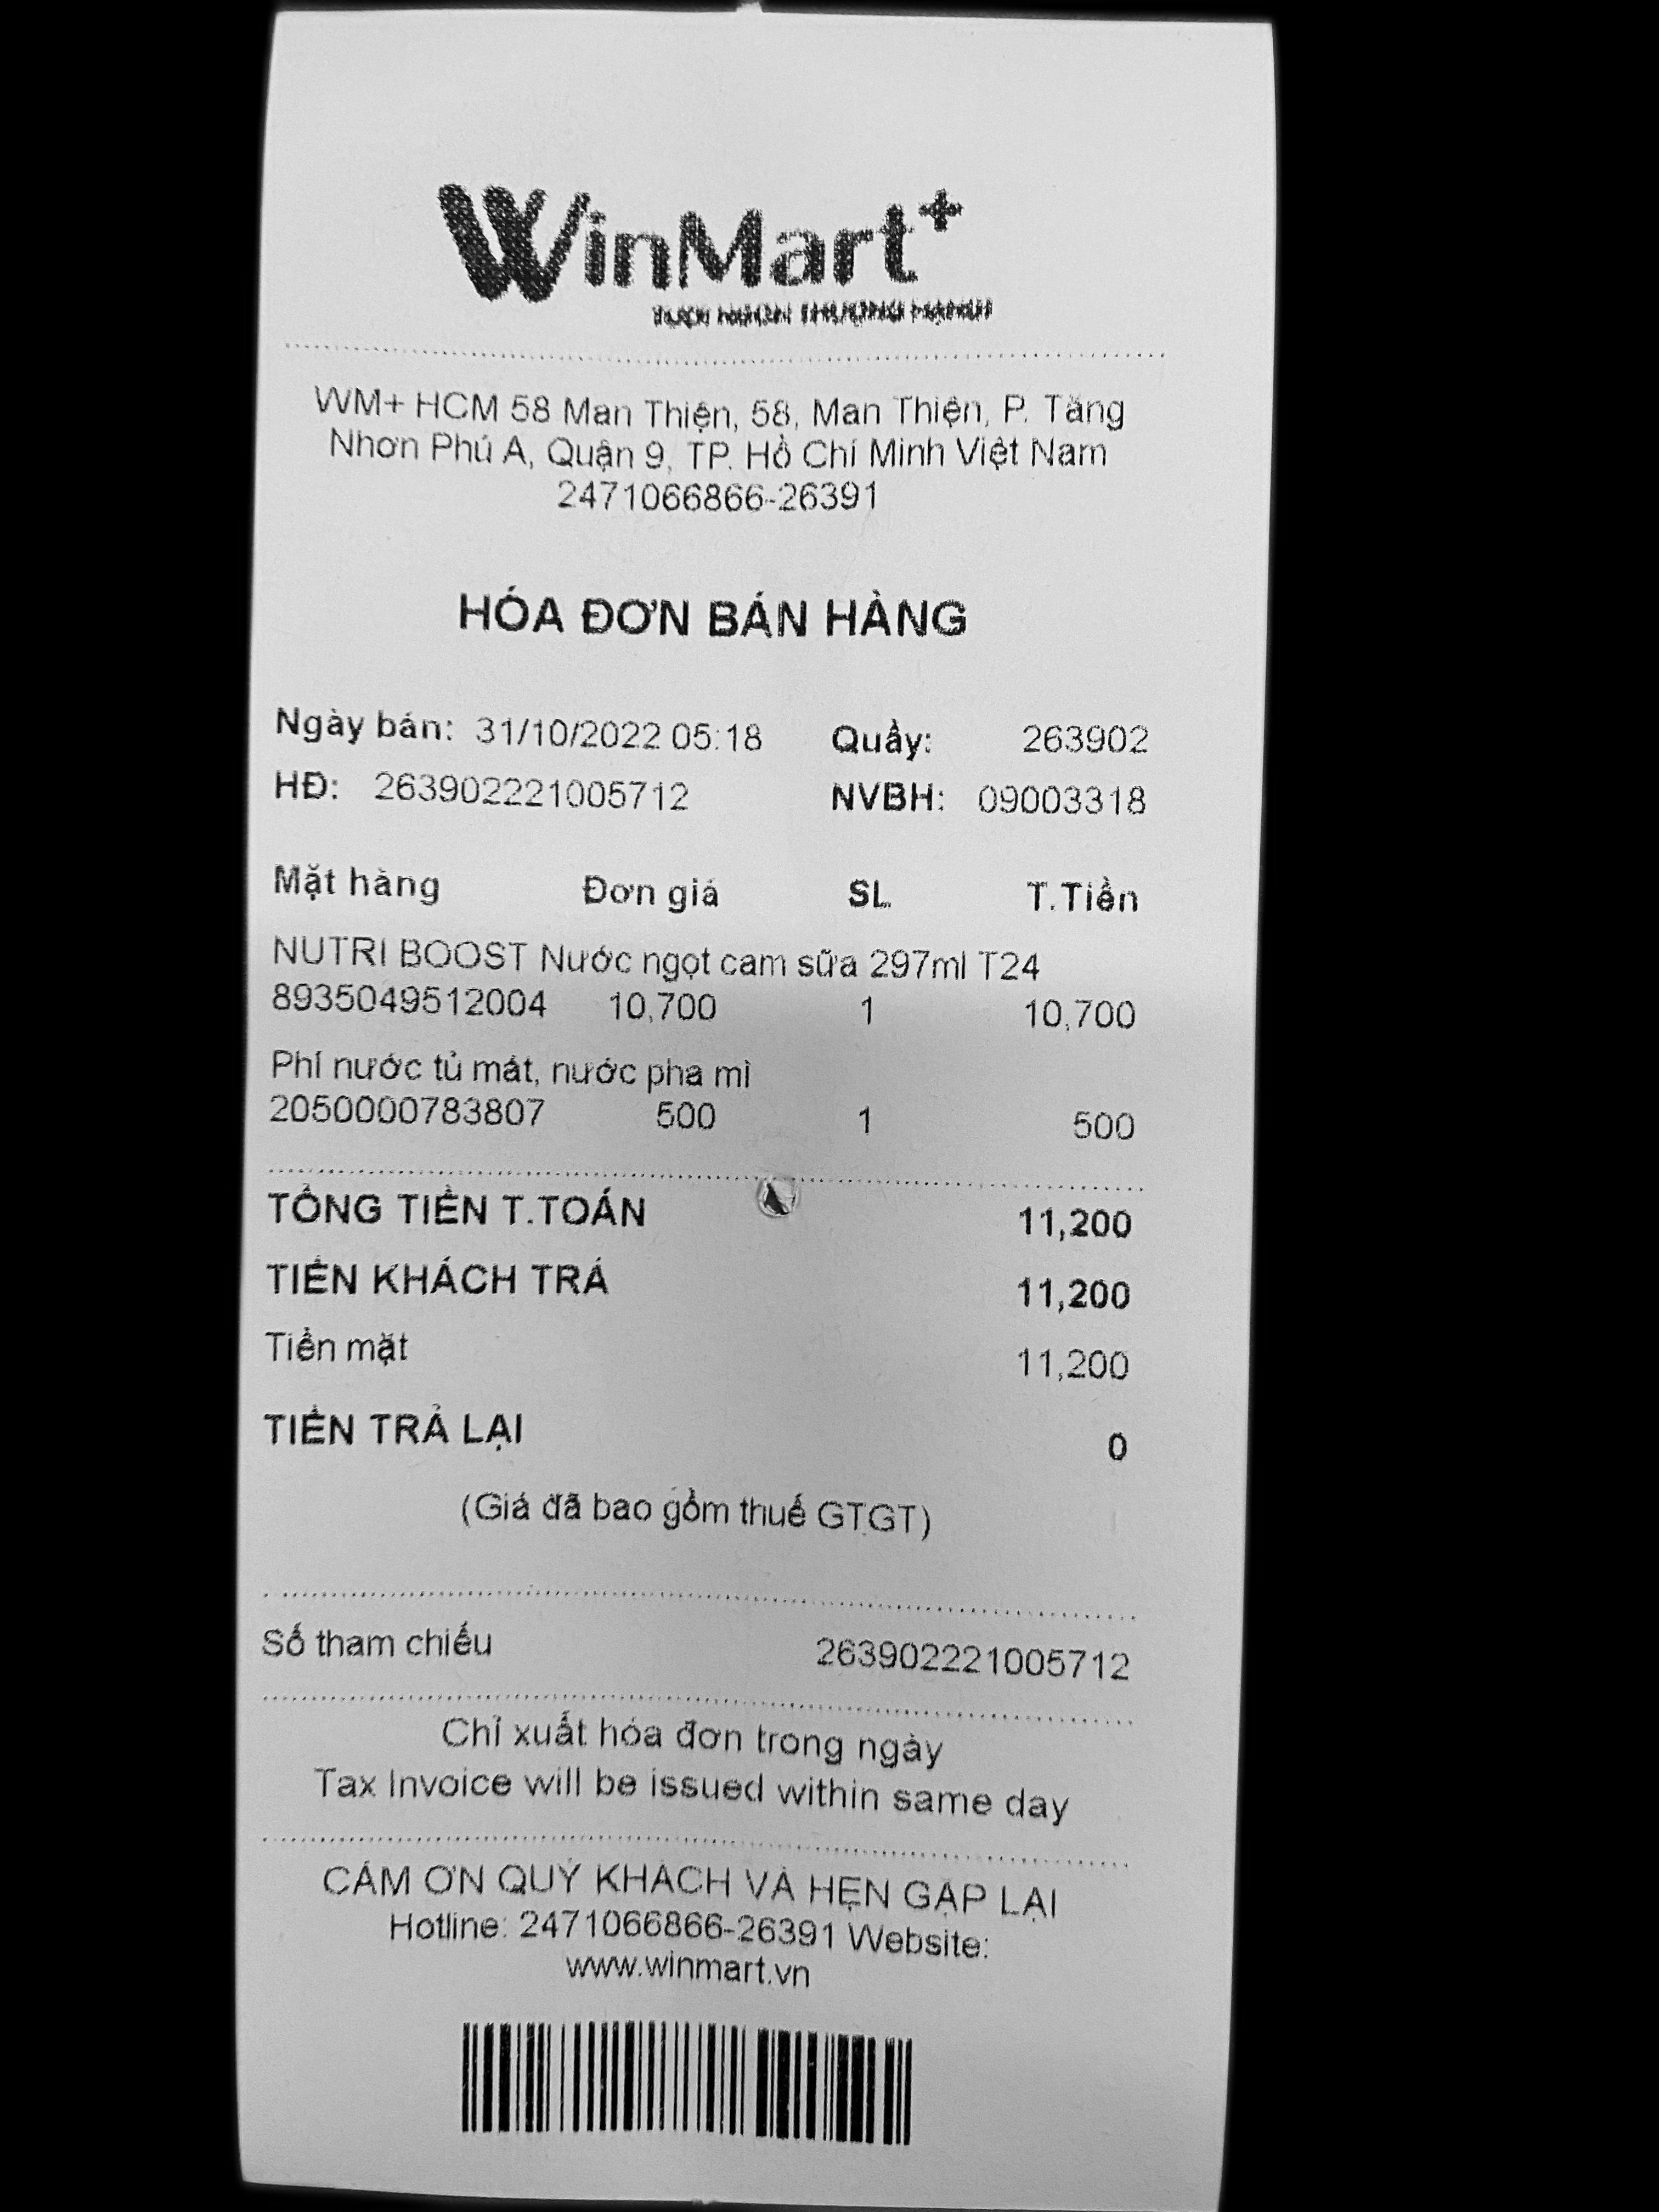 WinMart+
WM+ HCM 58 Man Thiện, 58, Man Thiện, P. Tăng
Nhơn Phú A, Quận 9, TP. Hồ Chí Minh Việt Nam
2471066866-26391
HÓA ĐƠN BÁN HÀNG
Ngày bán: 31/10/2022 05:18 Quầy: 263902
HĐ: 263902221005712 NVBH: 09003318
Mặt hàng Đơn giá SL T.Tiền
NUTRI BOOST Nước ngọt cam sữa 297ml T24
8935049512004 10,700 1 10,700
Phí nước tủ mát, nước pha mì
2050000783807 500 1 500
TỔNG TIỀN T.TOÁN 11,200
TIỀN KHÁCH TRẢ 11,200
Tiền mặt 11,200
TIỀN TRẢ LẠI 0
(Giá đã bao gồm thuế GTGT)
Số tham chiếu 263902221005712
Chỉ xuất hóa đơn trong ngày
Tax Invoice will be issued within same day
CẢM ƠN QUÝ KHÁCH VÀ HẸN GẶP LẠI
Hotline: 2471066866-26391 Website:
www.winmart.vn